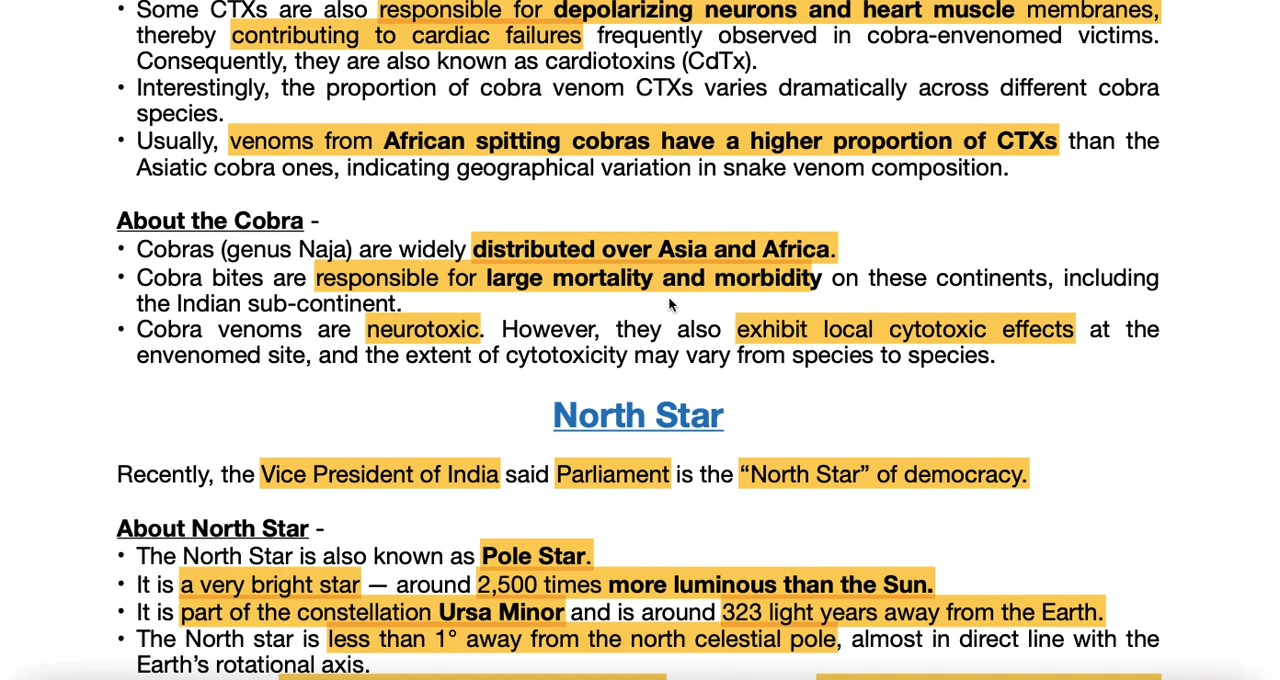 • Some CTXs are also responsible for depolarizing neurons and heart muscle membranes,
thereby contributing to cardiac failures frequently observed in cobra-envenomed victims.
Consequently, they are also known as cardiotoxins (CdTx).
• Interestingly, the proportion of cobra venom CTXs varies dramatically across different cobra
species.
• Usually, venoms from African spitting cobras have a higher proportion of CTXs than the
Asiatic cobra ones, indicating geographical variation in snake venom composition.
About the Cobra -
• Cobras (genus Naja) are widely distributed over Asia and Africa.
• Cobra bites are responsible for large mortality and morbidity on these continents, including
the Indian sub-continent.
• Cobra venoms are neurotoxic. However, they also exhibit local cytotoxic effects at the
envenomed site, and the extent of cytotoxicity may vary from species to species.
North Star
Recently, the Vice President of India said Parliament is the “North Star” of democracy.
About North Star -
• The North Star is also known as Pole Star.
• It is a very bright star — around 2,500 times more luminous than the Sun.
• It is part of the constellation Ursa Minor and is around 323 light years away from the Earth.
• The North star is less than 1° away from the north celestial pole, almost in direct line with the
Earth’s rotational axis.